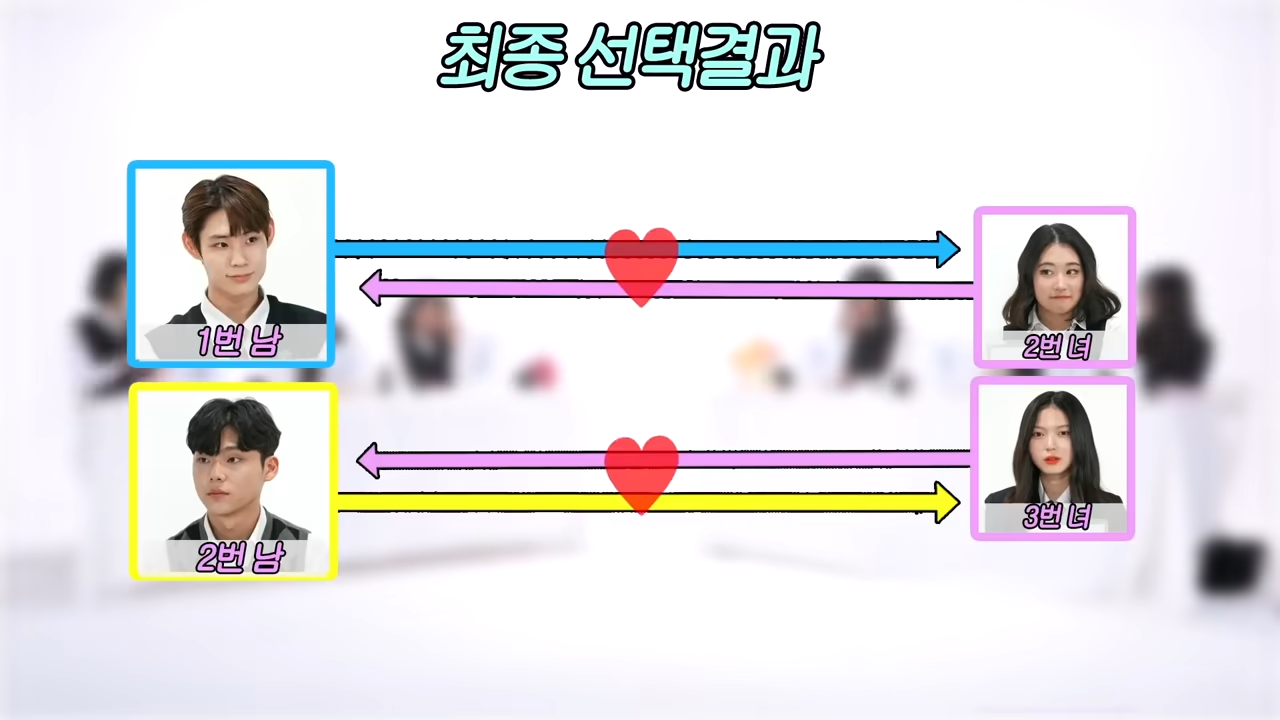 최종 선택결과
1번 남
2번 녀
2번 남
3번 녀